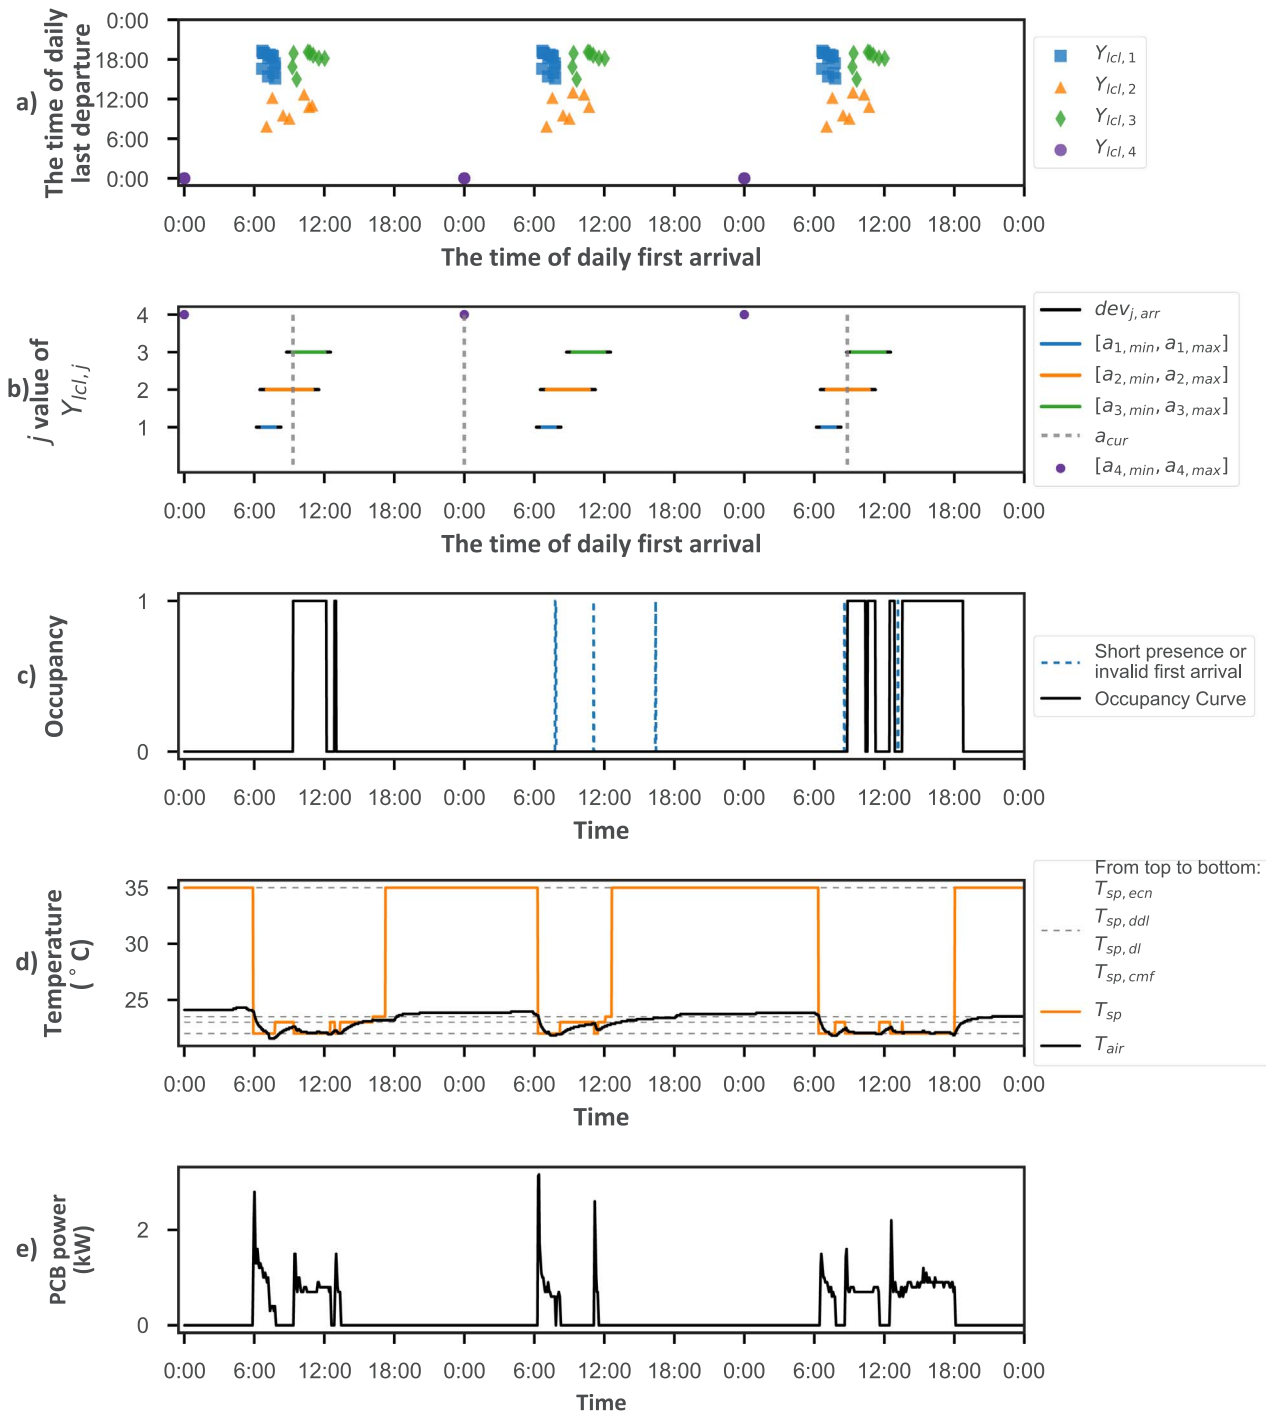 a)
The time of daily
last departure
0:00
18:00
12:00
6:00
0:00
0:00 6:00 12:00 18:00 0:00 6:00 12:00 18:00 0:00 6:00 12:00 18:00 0:00
The time of daily first arrival
Y_{lcl,1}
Y_{lcl,2}
Y_{lcl,3}
Y_{lcl,4}
b)
j value of
Y_{lcl,j}
4
3
2
1
0:00 6:00 12:00 18:00 0:00 6:00 12:00 18:00 0:00 6:00 12:00 18:00 0:00
The time of daily first arrival
dev_{j,arr}
[a_{1,min}, a_{1,max}]
[a_{2,min}, a_{2,max}]
[a_{3,min}, a_{3,max}]
a_{cur}
[a_{4,min}, a_{4,max}]
c)
Occupancy
1
0
0:00 6:00 12:00 18:00 0:00 6:00 12:00 18:00 0:00 6:00 12:00 18:00 0:00
Time
Short presence or
invalid first arrival
Occupancy Curve
d)
Temperature
(°C)
35
30
25
0:00 6:00 12:00 18:00 0:00 6:00 12:00 18:00 0:00 6:00 12:00 18:00 0:00
Time
From top to bottom:
T_{sp,ecn}
T_{sp,ddl}
T_{sp,dl}
T_{sp,cmf}
T_{sp}
T_{air}
e)
PCB power
(kW)
2
0
0:00 6:00 12:00 18:00 0:00 6:00 12:00 18:00 0:00 6:00 12:00 18:00 0:00
Time